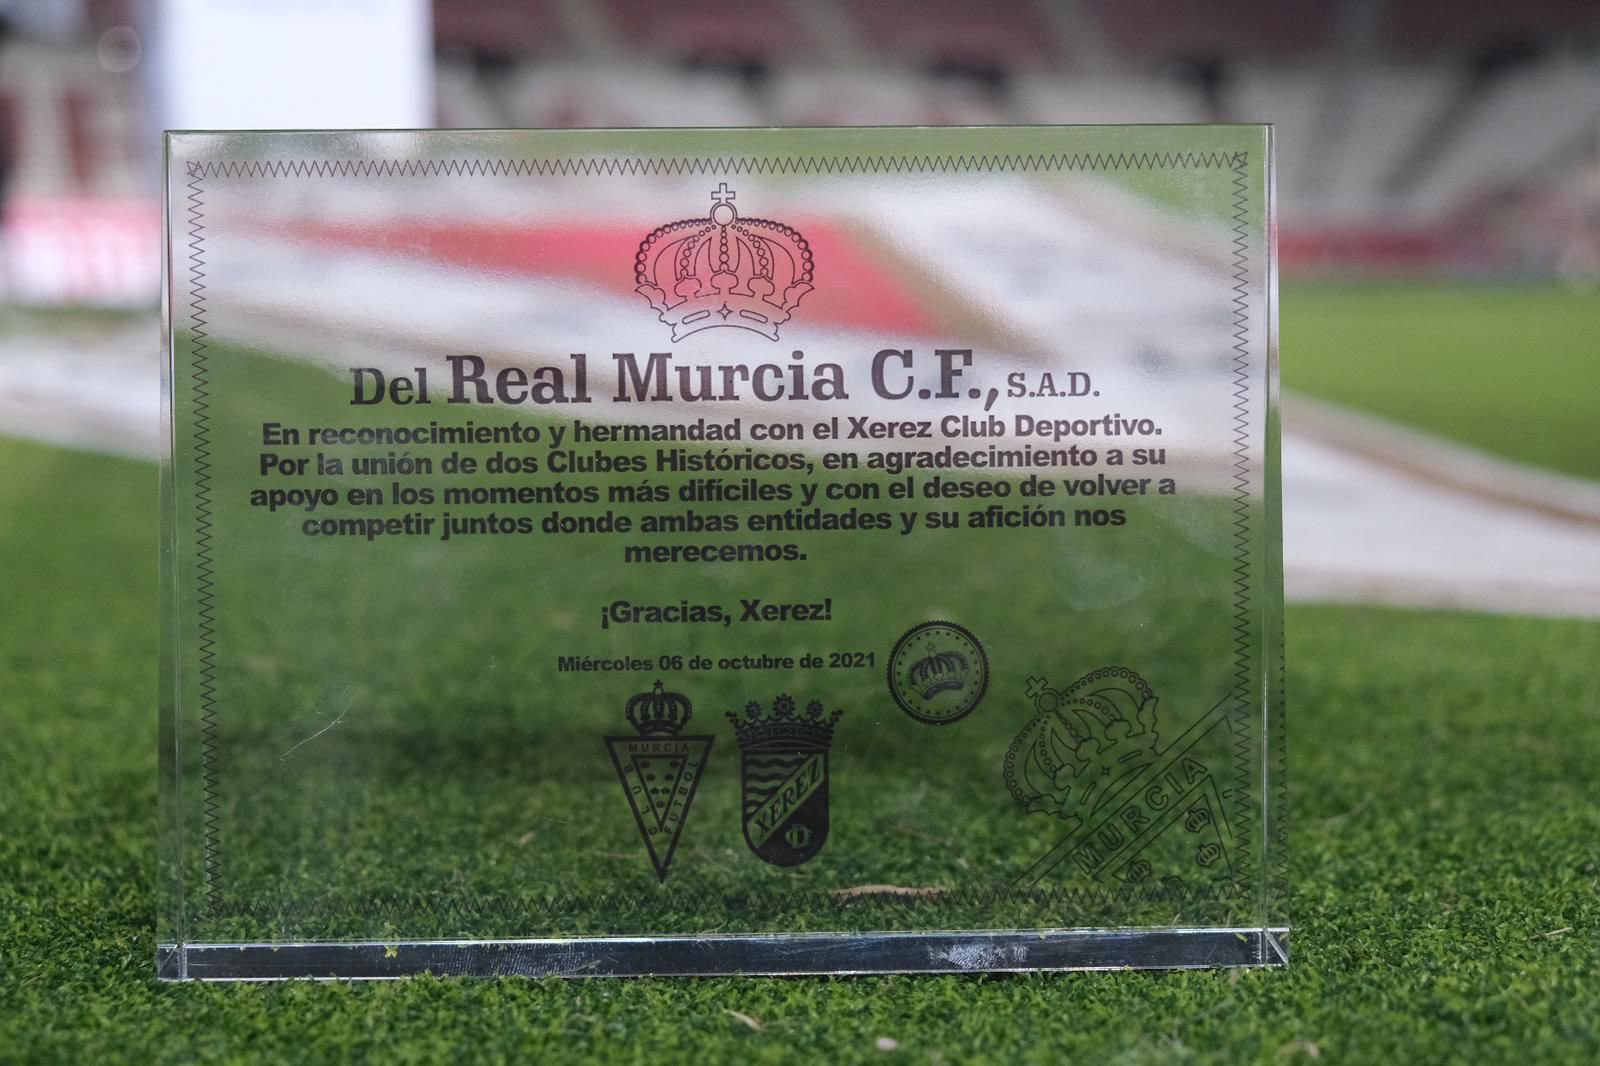 Del Real Murcia C.F., S.A.D.
En reconocimiento y hermandad con el Xerez Club Deportivo.
Por la unión de dos Clubes Históricos, en agradecimiento a su
apoyo en los momentos más difíciles y con el deseo de volver a
competir juntos donde ambas entidades y su afición nos
merecemos.
¡Gracias, Xerez!
Miércoles 06 de octubre de 2021
MURCIA
CLUB
FUTBOL
XEREZ
MURCIA